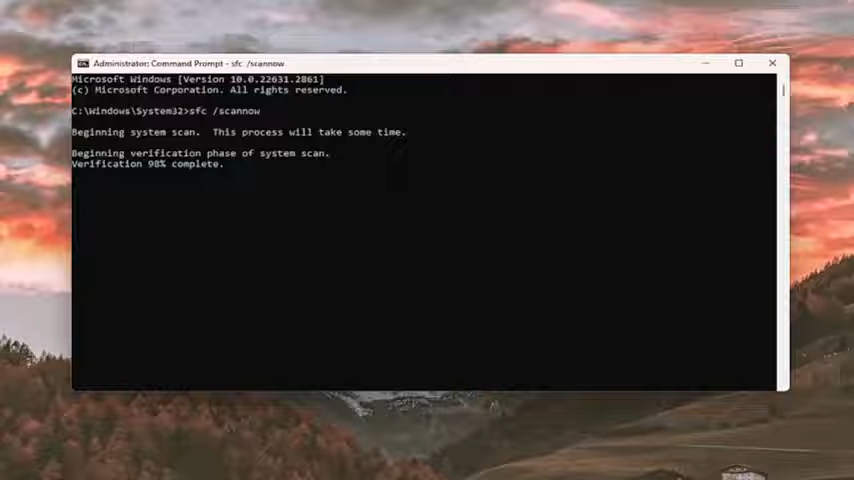 Administrator: Command Prompt - sfc /scannow
Microsoft Windows [Version 10.0.22631.2861]
(c) Microsoft Corporation. All rights reserved.
C:\Windows\System32>sfc /scannow
Beginning system scan.  This process will take some time.
Beginning verification phase of system scan.
Verification 98% complete.